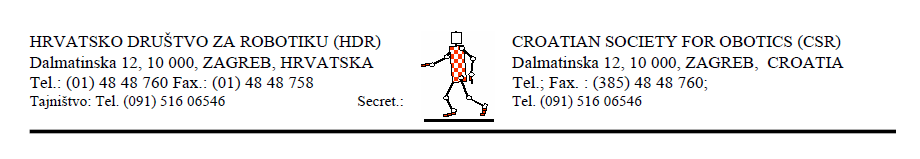 HRVATSKO DRUŠTVO ZA ROBOTIKU (HDR)
Dalmatinska 12, 10 000, ZAGREB, HRVATSKA
Tel.: (01) 48 48 760 Fax.: (01) 48 48 758
Tajništvo: Tel. (091) 516 06546 Secret.:
CROATIAN SOCIETY FOR OBOTICS (CSR)
Dalmatinska 12, 10 000, ZAGREB, CROATIA
Tel.; Fax. : (385) 48 48 760;
Tel. (091) 516 06546